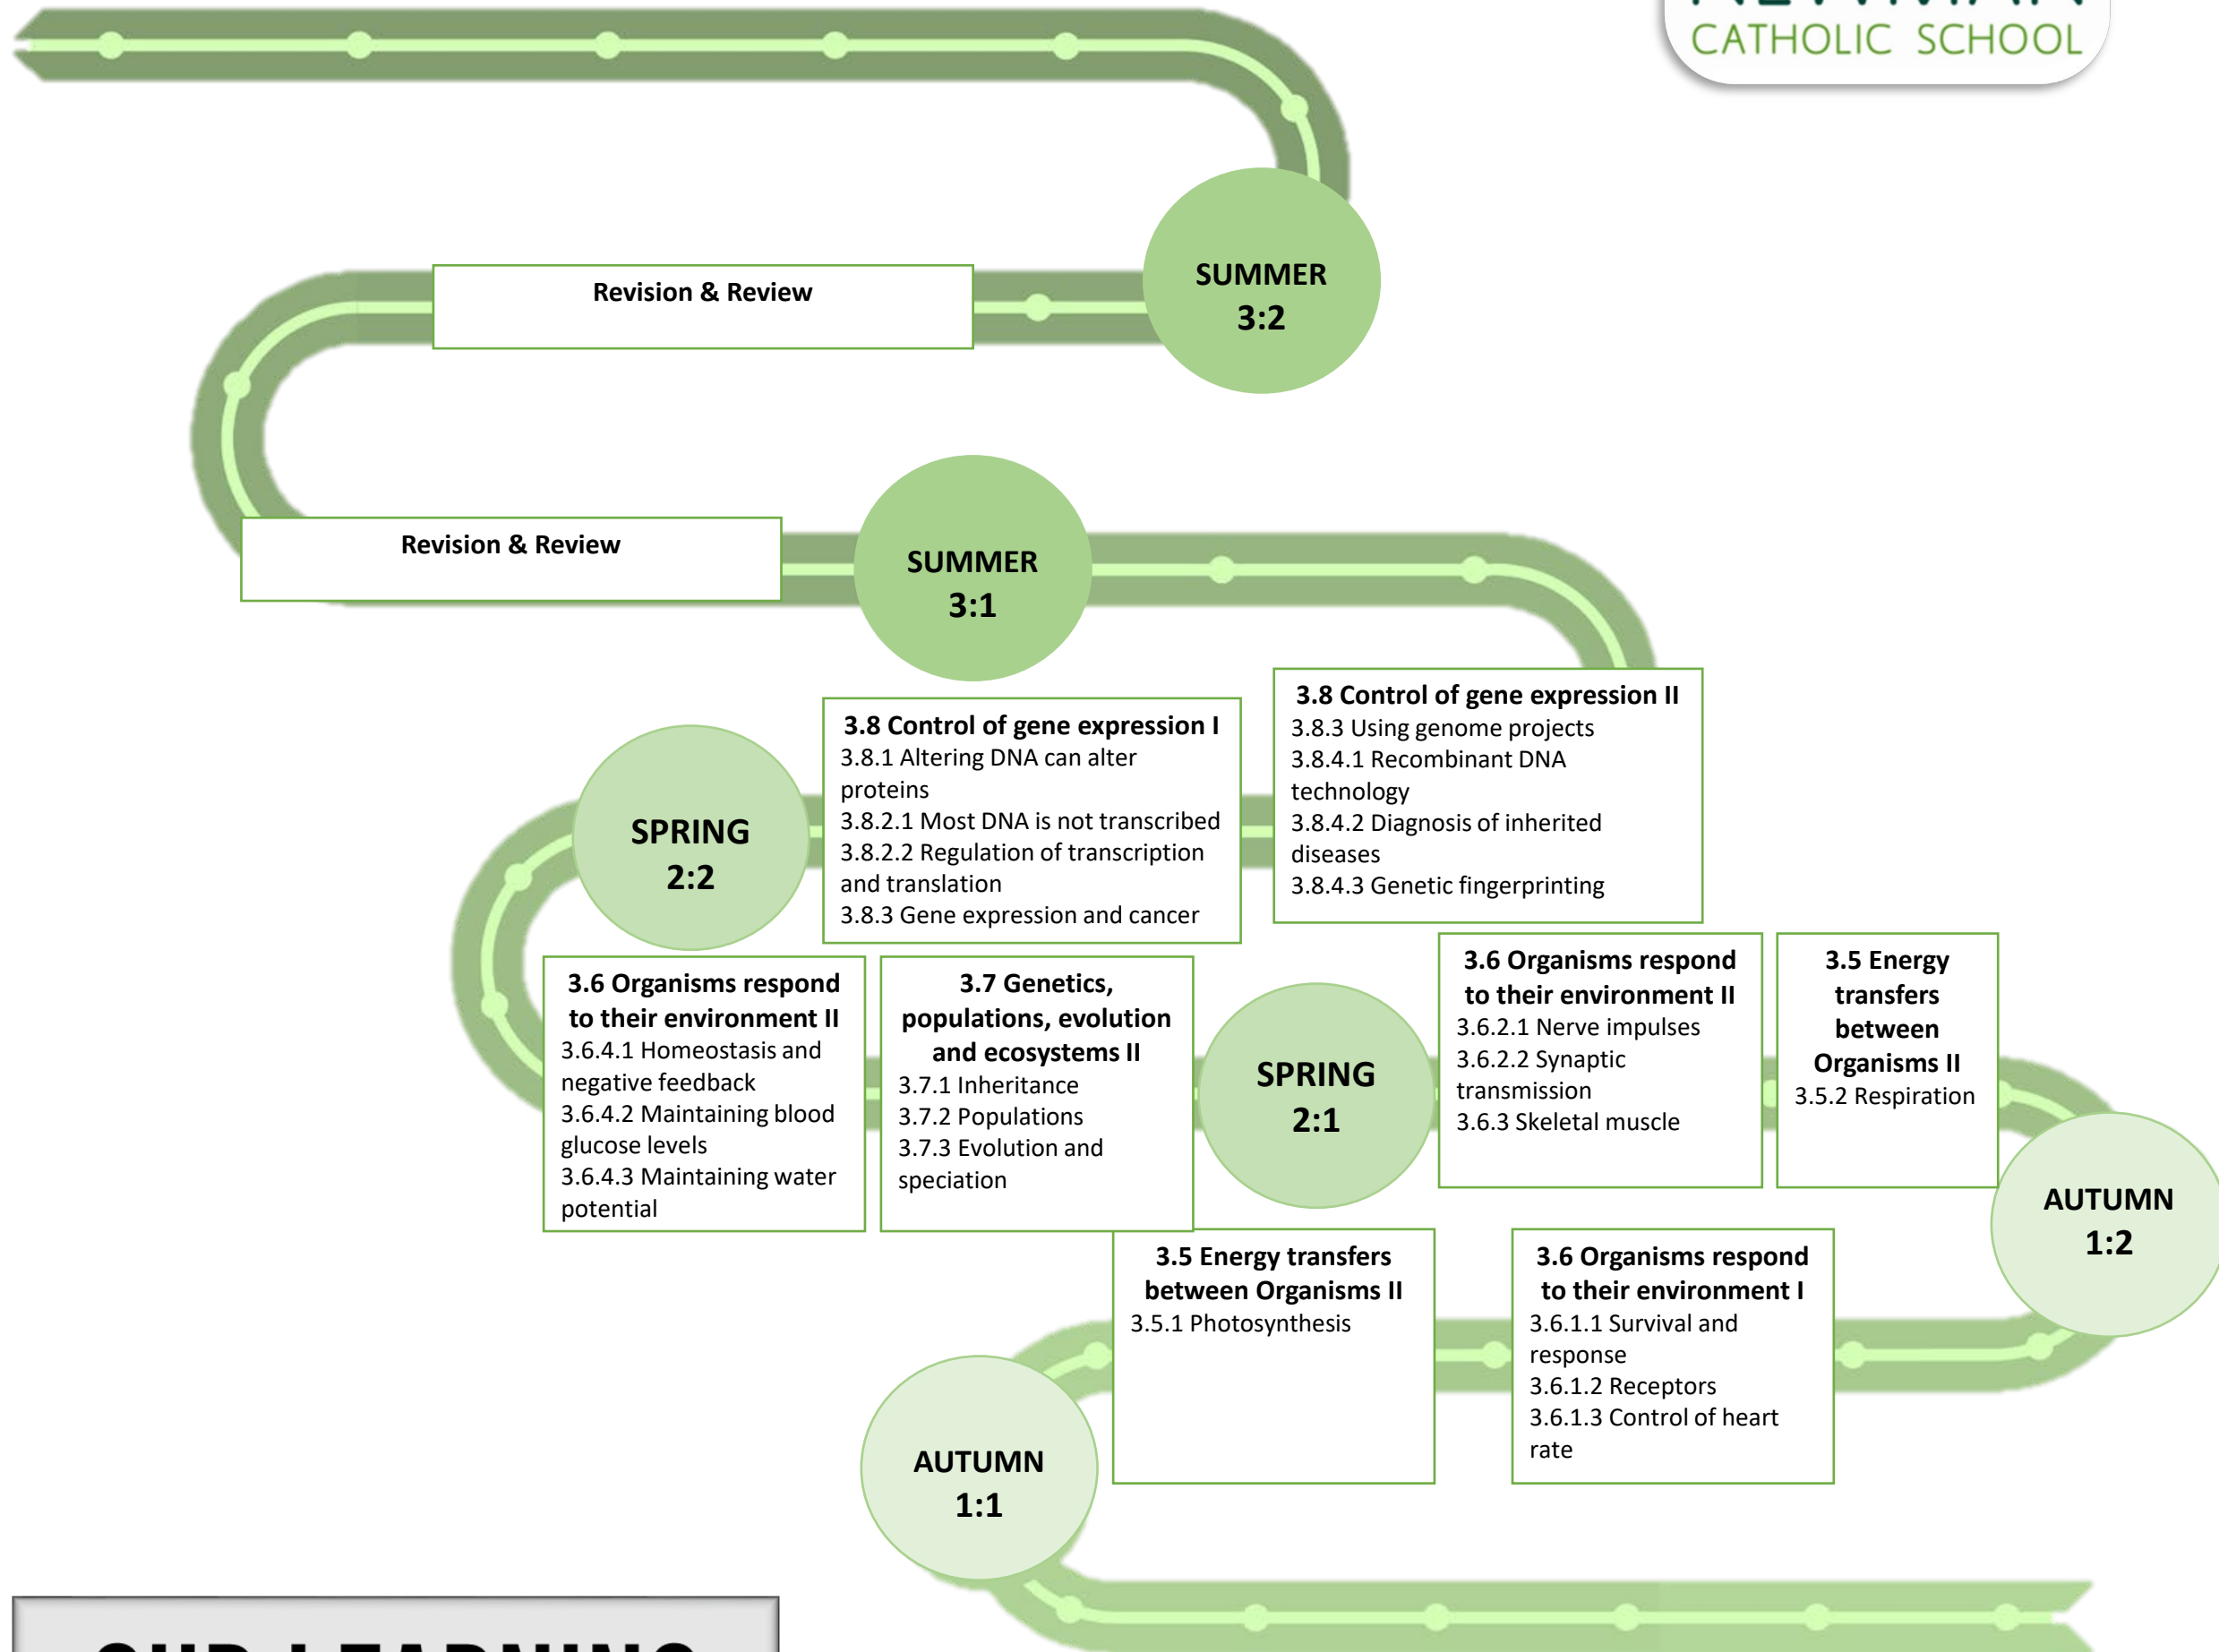 NEWMAN
CATHOLIC SCHOOL
SUMMER
3:2
Revision & Review
Revision & Review
SUMMER
3:1
3.8 Control of gene expression II
3.8.3 Using genome projects
3.8.4.1 Recombinant DNA
technology
3.8.4.2 Diagnosis of inherited
diseases
3.8.4.3 Genetic fingerprinting
3.8 Control of gene expression I
3.8.1 Altering DNA can alter
proteins
3.8.2.1 Most DNA is not transcribed
3.8.2.2 Regulation of transcription
and translation
3.8.3 Gene expression and cancer
SPRING
2:2
3.6 Organisms respond
to their environment II
3.6.4.1 Homeostasis and
negative feedback
3.6.4.2 Maintaining blood
glucose levels
3.6.4.3 Maintaining water
potential
3.7 Genetics,
populations, evolution
and ecosystems II
3.7.1 Inheritance
3.7.2 Populations
3.7.3 Evolution and
speciation
SPRING
2:1
3.6 Organisms respond
to their environment II
3.6.2.1 Nerve impulses
3.6.2.2 Synaptic
transmission
3.6.3 Skeletal muscle
3.5 Energy
transfers
between
Organisms II
3.5.2 Respiration
AUTUMN
1:2
3.5 Energy transfers
between Organisms II
3.5.1 Photosynthesis
3.6 Organisms respond
to their environment I
3.6.1.1 Survival and
response
3.6.1.2 Receptors
3.6.1.3 Control of heart
rate
AUTUMN
1:1
OUR LEARNING